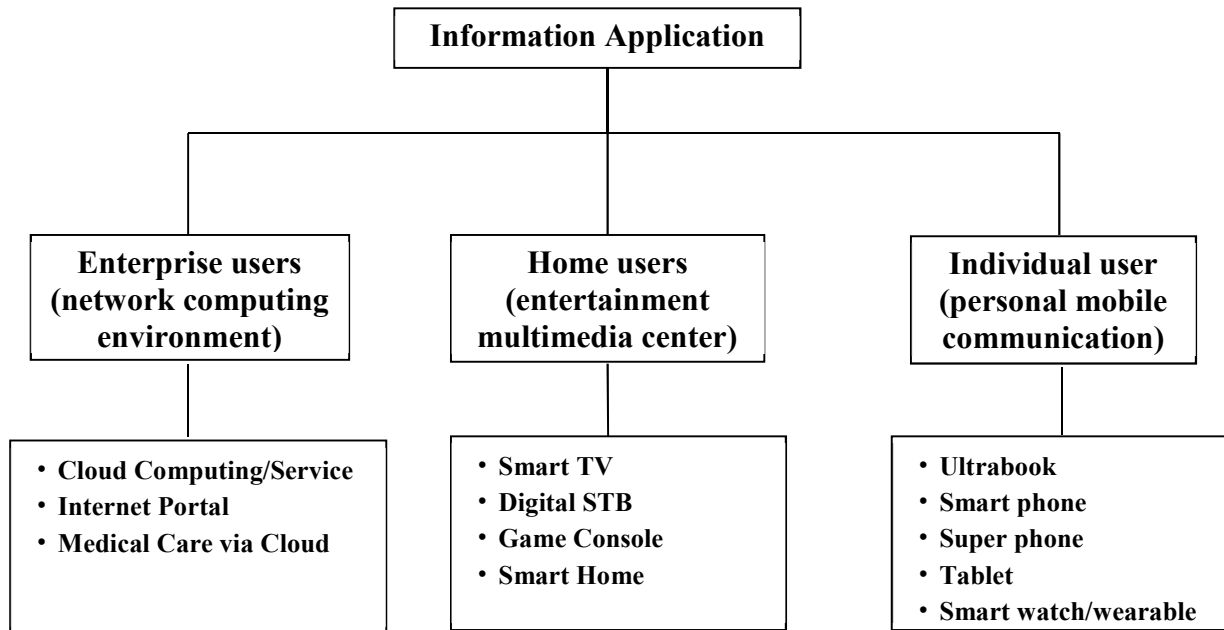 Information Application
Enterprise users
(network computing
environment)
Home users
(entertainment
multimedia center)
Individual user
(personal mobile
communication)
・Cloud Computing/Service
・Internet Portal
・Medical Care via Cloud
・Smart TV
・Digital STB
・Game Console
・Smart Home
・Ultrabook
・Smart phone
・Super phone
・Tablet
・Smart watch/wearable